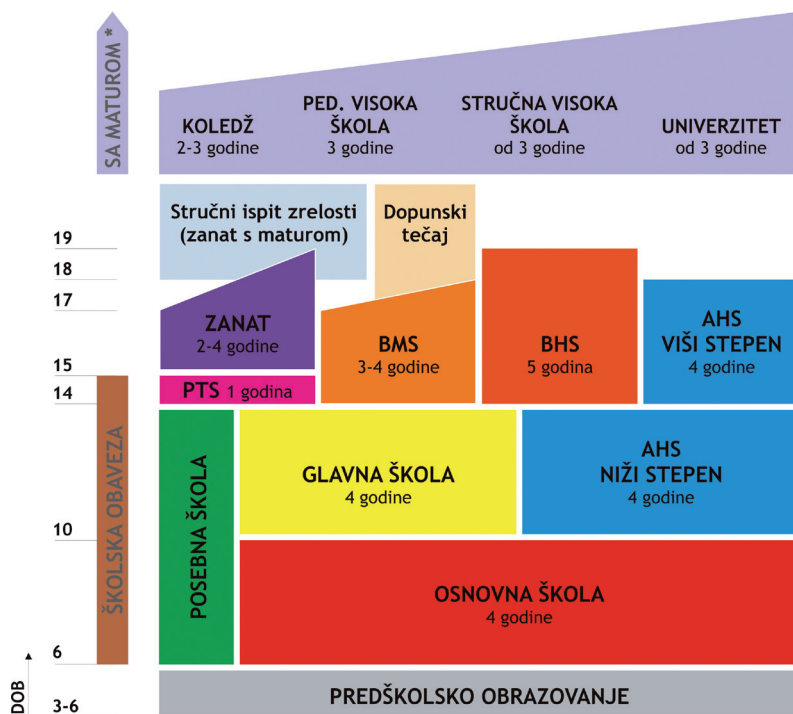 SA MATUROM *
KOLEDŽ
2-3 godine
PED. VISOKA
ŠKOLA
3 godine
STRUČNA VISOKA
ŠKOLA
od 3 godine
UNIVERZITET
od 3 godine
Stručni ispit zrelosti
(zanat s maturom)
Dopunski
tečaj
19
18
17
15
14
10
6
3-6
DOB
ŠKOLSKA OBAVEZA
ZANAT
2-4 godine
BMS
3-4 godine
BHS
5 godina
AHS
VIŠI STEPEN
4 godine
PTS 1 godina
POSEBNA ŠKOLA
GLAVNA ŠKOLA
4 godine
AHS
NIŽI STEPEN
4 godine
OSNOVNA ŠKOLA
4 godine
PREDŠKOLSKO OBRAZOVANJE